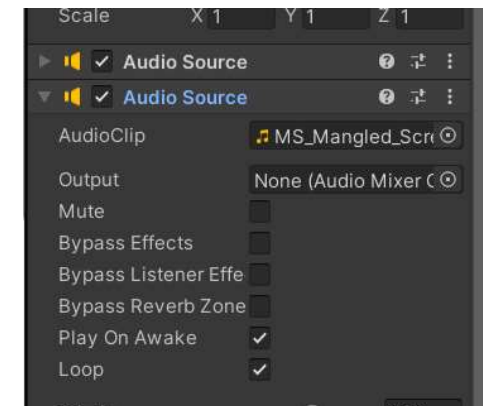 Scale X 1 Y 1 Z 1
Audio Source
Audio Source
AudioClip MS_Mangled_Scre
Output None (Audio Mixer G
Mute
Bypass Effects
Bypass Listener Effe
Bypass Reverb Zone
Play On Awake
Loop